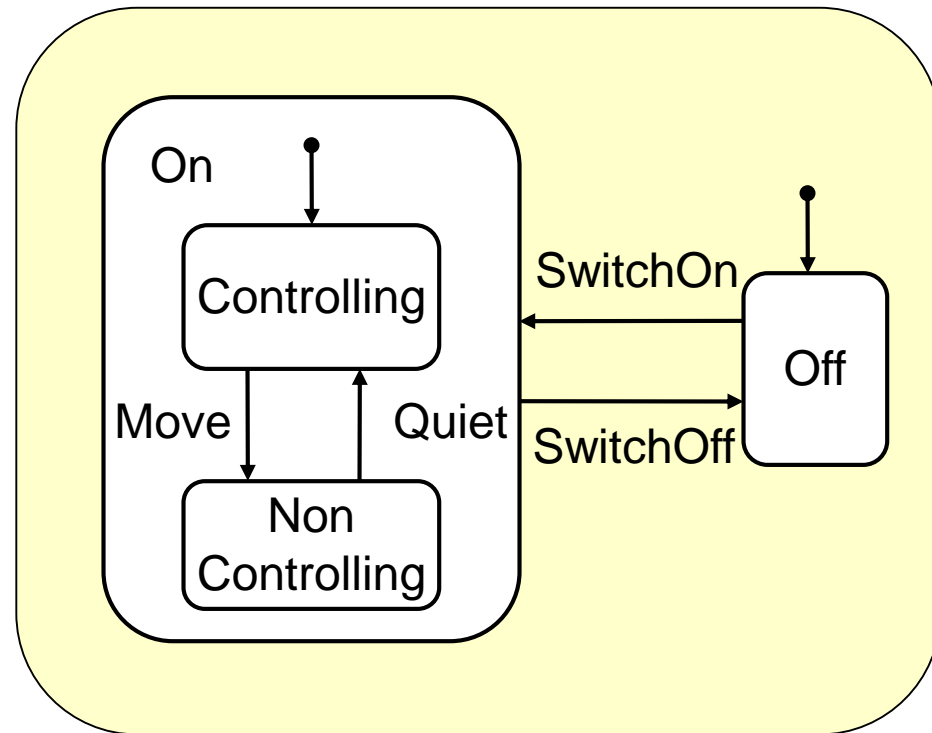 On
Controlling
Move
Quiet
Non
Controlling
SwitchOn
SwitchOff
Off